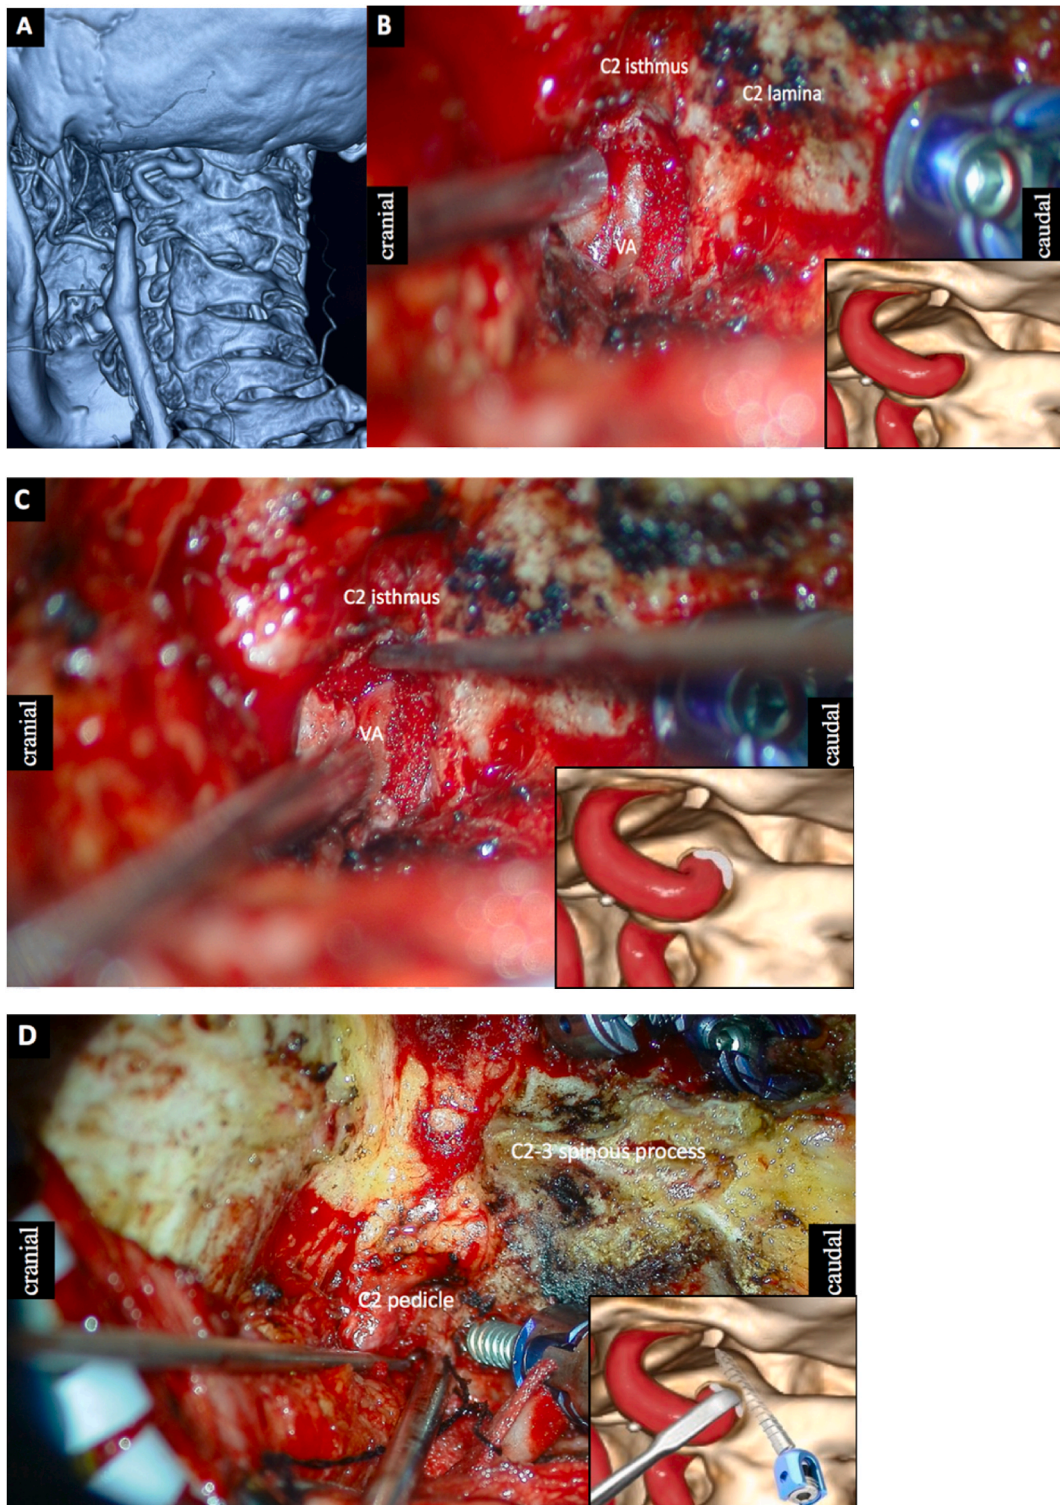 A
B
C2 isthmus
C2 lamina
cranial
VA
caudal
C
C2 isthmus
cranial
VA
caudal
D
C2-3 spinous process
cranial
caudal
C2 pedicle